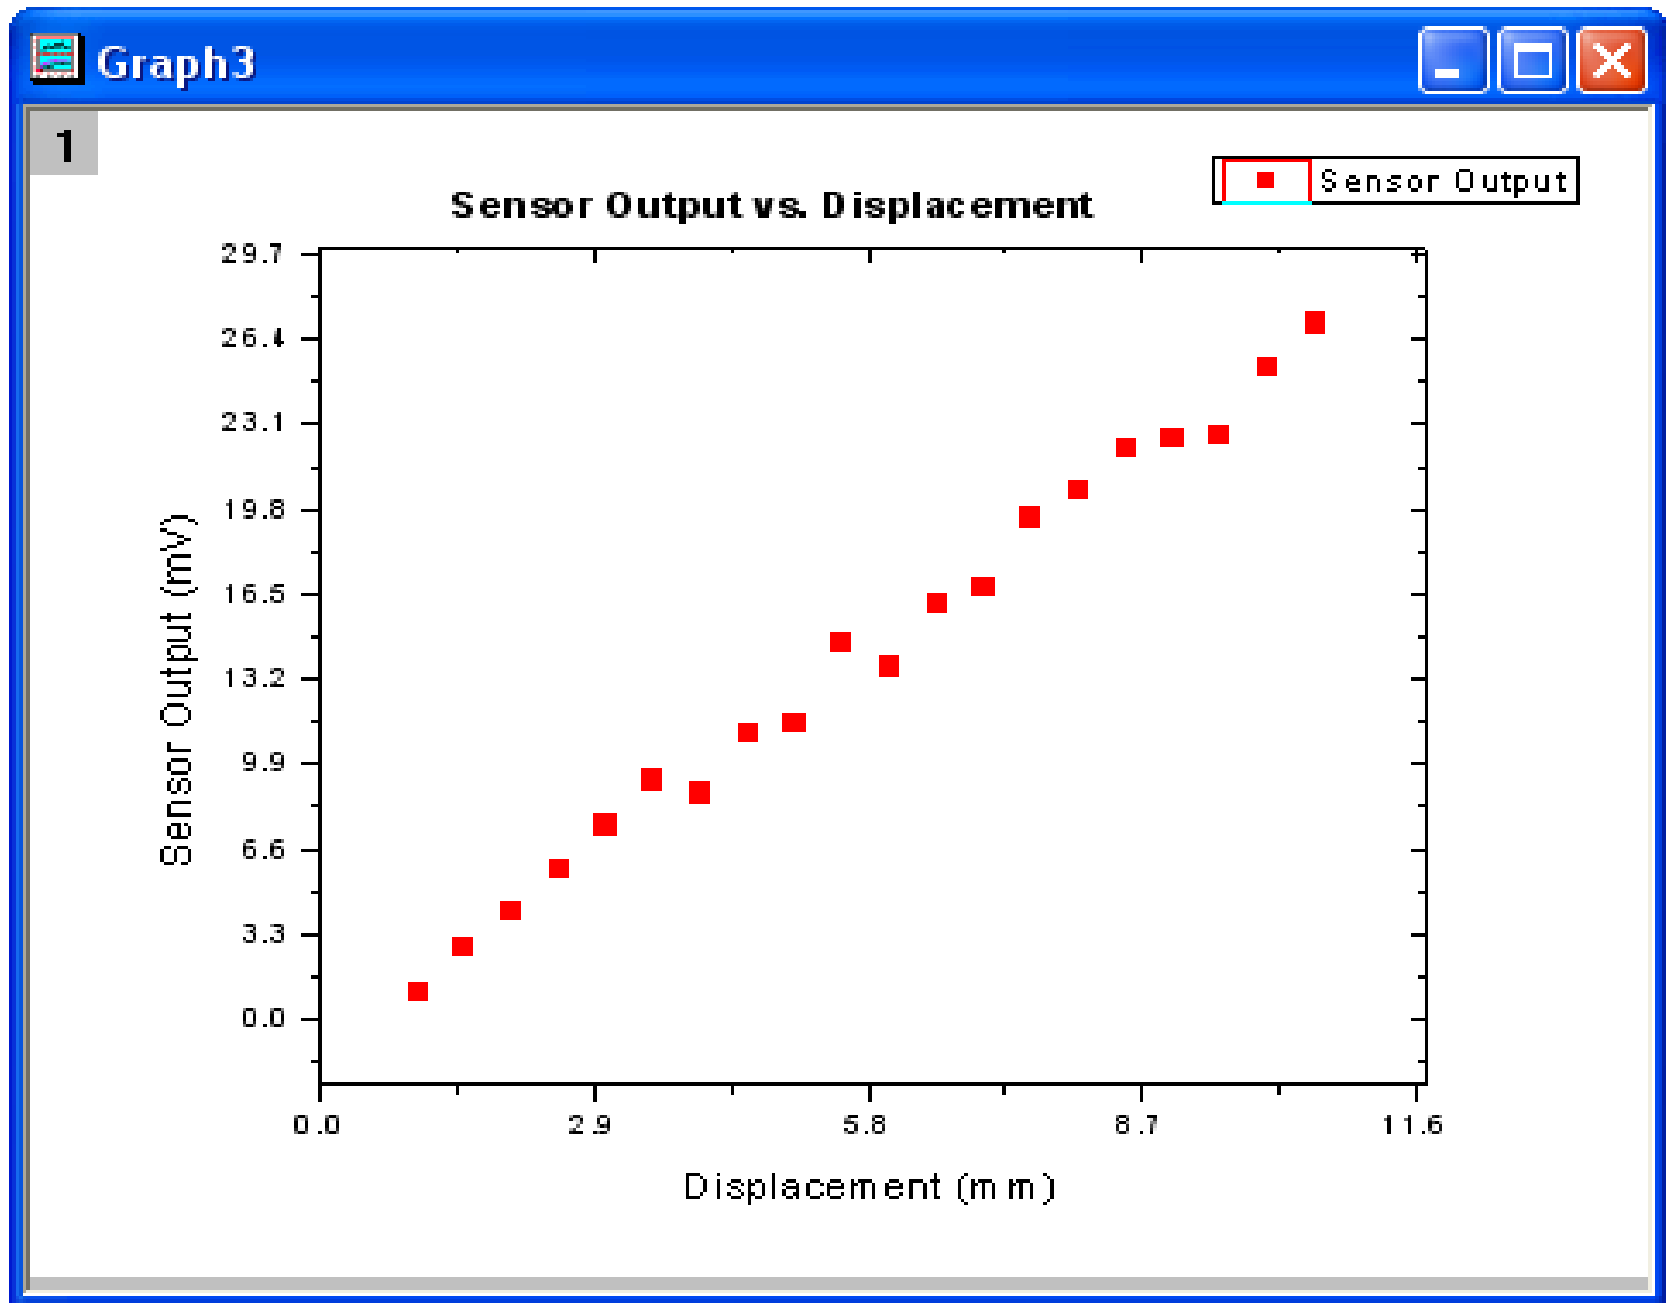 Graph3
1
Sensor Output
Sensor Output vs. Displacement
29.7
26.4
23.1
19.8
16.5
13.2
9.9
6.6
3.3
0.0
Sensor Output (mV)
0.0 2.9 5.8 8.7 11.6
Displacement (mm)